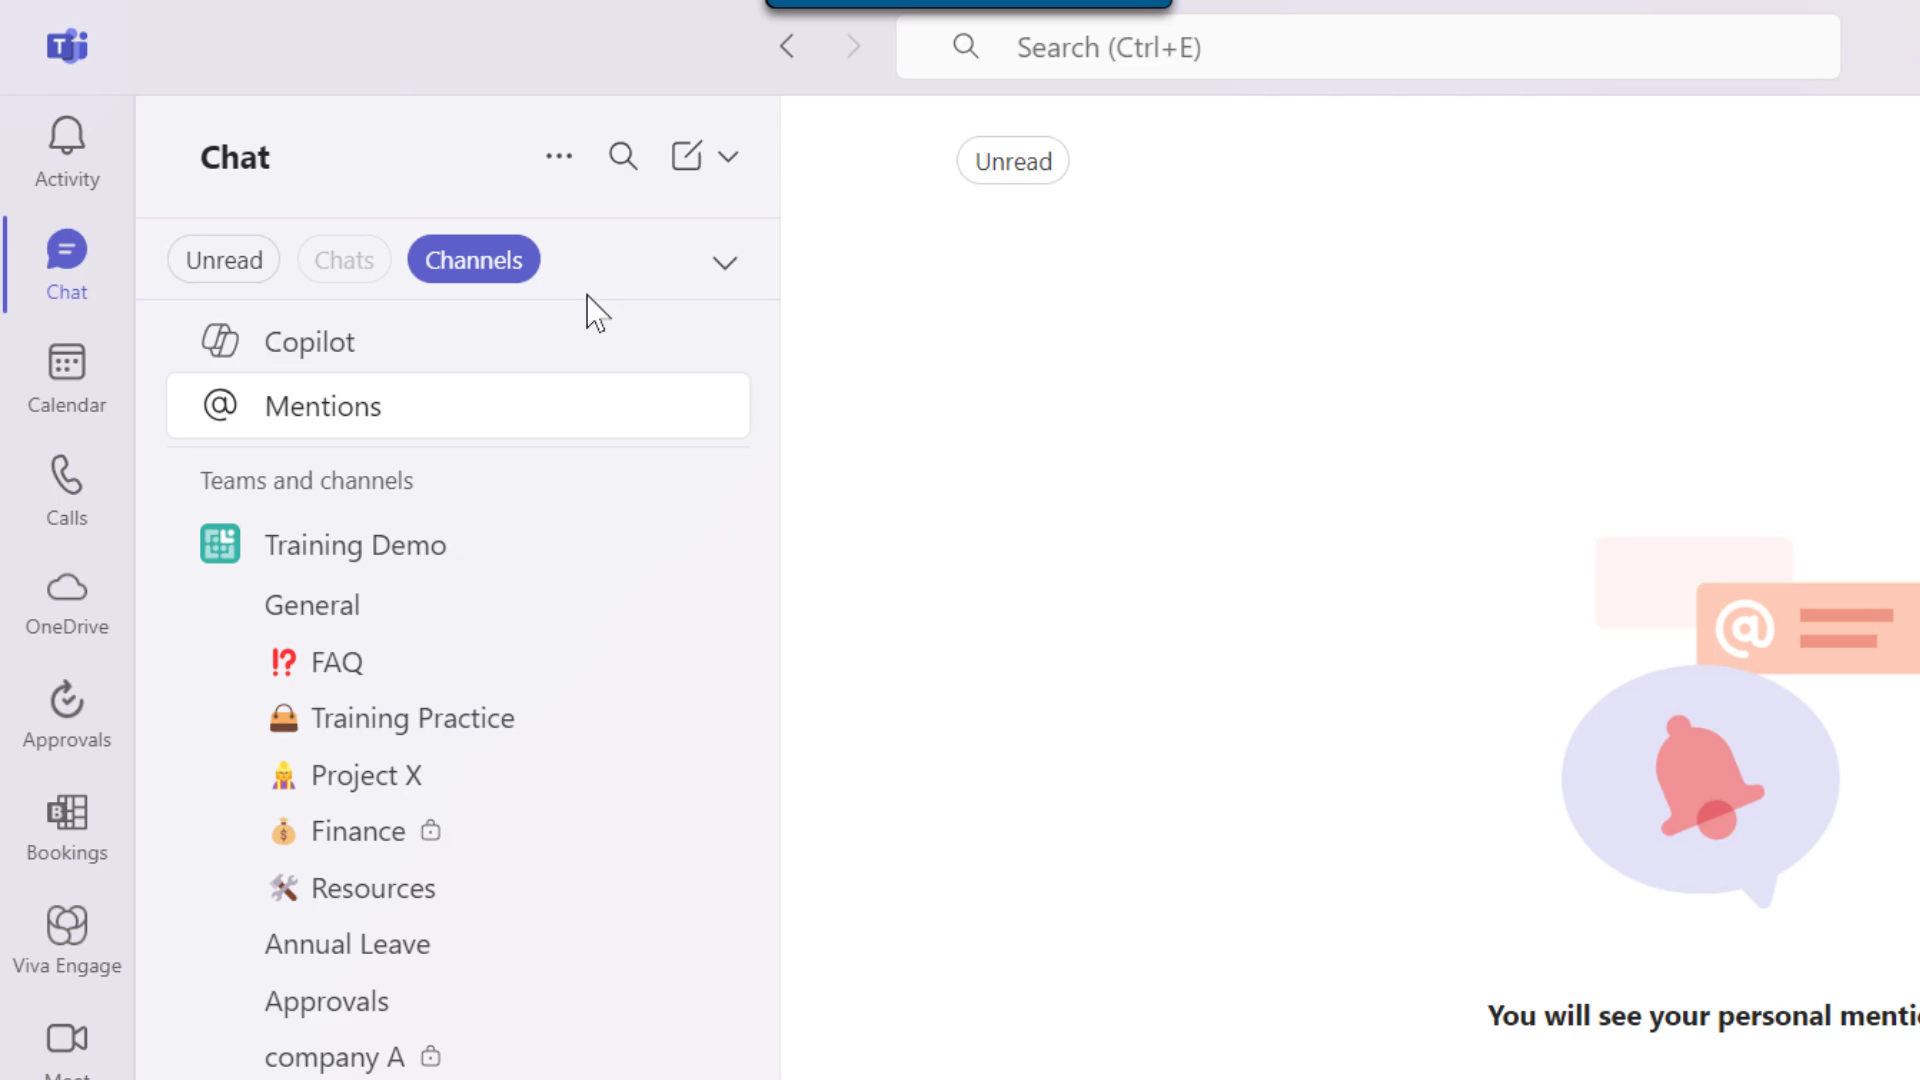 Search (Ctrl+E)
Activity
Chat
Calendar
Calls
OneDrive
Approvals
Bookings
Viva Engage
Chat
Unread
Chats
Channels
Copilot
@ Mentions
Teams and channels
Training Demo
General
⁉️ FAQ
Training Practice
Project X
Finance
Resources
Annual Leave
Approvals
company A
Unread
@
You will see your personal